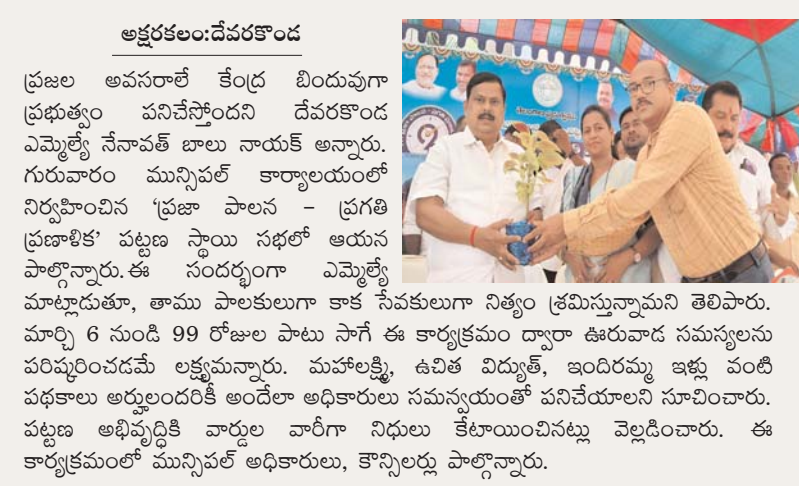 అక్షరకలం:దేవరకొండ
ప్రజల అవసరాలే కేంద్ర బిందువుగా
ప్రభుత్వం పనిచేస్తోందని దేవరకొండ
ఎమ్మెల్యే నేనావత్ బాలు నాయక్ అన్నారు.
గురువారం మున్సిపల్ కార్యాలయంలో
నిర్వహించిన ‘ప్రజా పాలన – ప్రగతి
ప్రణాళిక’ పట్టణ స్థాయి సభలో ఆయన
పాల్గొన్నారు.ఈ సందర్భంగా ఎమ్మెల్యే
మాట్లాడుతూ, తాము పాలకులుగా కాక సేవకులుగా నిత్యం శ్రమిస్తున్నామని తెలిపారు.
మార్చి 6 నుండి 99 రోజుల పాటు సాగే ఈ కార్యక్రమం ద్వారా ఊరువాడ సమస్యలను
పరిష్కరించడమే లక్ష్యమన్నారు. మహాలక్ష్మి, ఉచిత విద్యుత్, ఇందిరమ్మ ఇళ్లు వంటి
పథకాలు అర్హులందరికీ అందేలా అధికారులు సమన్వయంతో పనిచేయాలని సూచించారు.
పట్టణ అభివృద్ధికి వార్డుల వారీగా నిధులు కేటాయించినట్లు వెల్లడించారు. ఈ
కార్యక్రమంలో మున్సిపల్ అధికారులు, కౌన్సిలర్లు పాల్గొన్నారు.